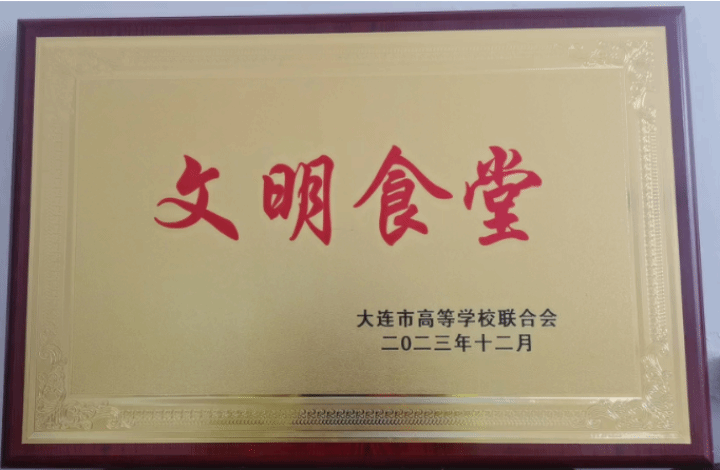 文明食堂
大连市高等学校联合会
二０二三年十二月